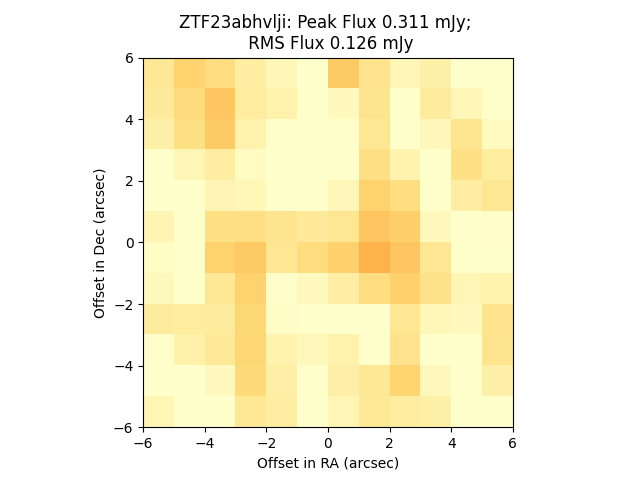 ZTF23abhvlji: Peak Flux 0.311 mJy;
RMS Flux 0.126 mJy
6
4
2
0
−2
−4
−6
Offset in Dec (arcsec)
−6 −4 −2 0 2 4 6
Offset in RA (arcsec)